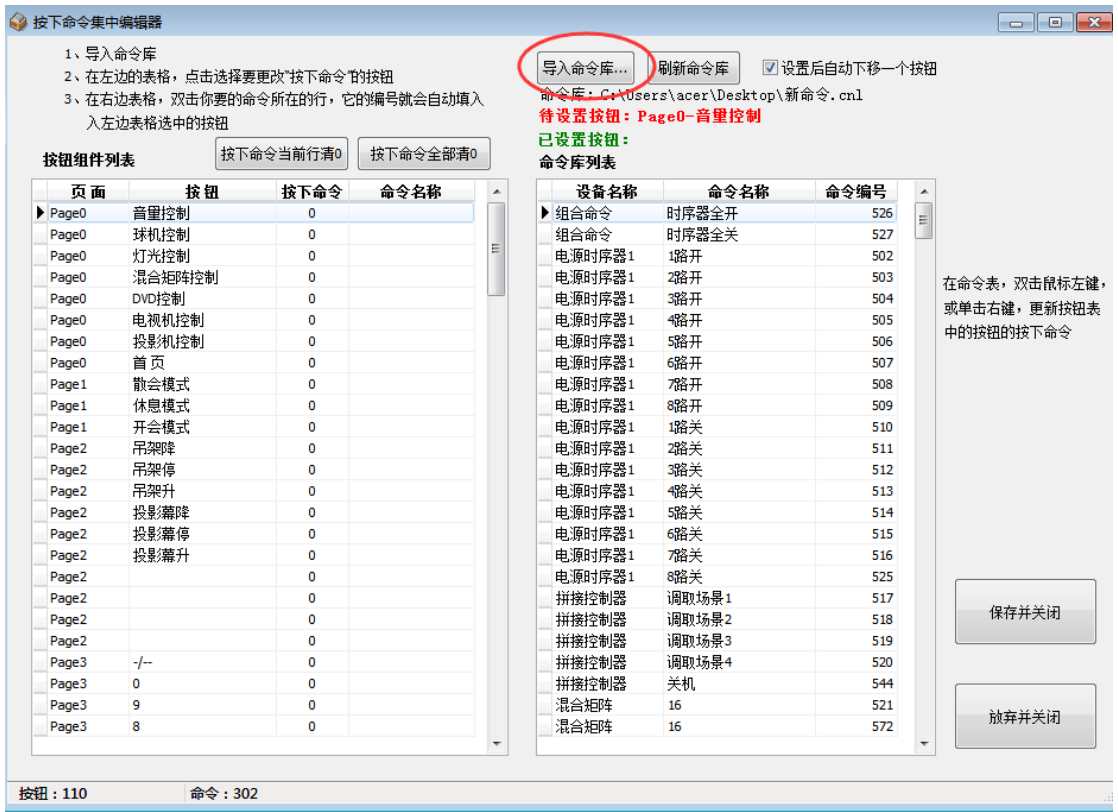 按下命令集中编辑器
1、导入命令库
2、在左边的表格，点击选择要更改"按下命令"的按钮
3、在右边表格，双击你要的命令所在的行，它的编号就会自动填入
入左边表格选中的按钮
导入命令库... 刷新命令库 设置后自动下移一个按钮
命令库：C:\Users\acer\Desktop\新命令.cnl
待设置按钮：Page0-音里控制
已设置按钮：
按钮组件列表 按下命令当前行清0 按下命令全部清0
命令库列表
页 面 按 钮 按下命令 命令名称
Page0 音里控制 0
Page0 球机控制 0
Page0 灯光控制 0
Page0 混合矩阵控制 0
Page0 DVD控制 0
Page0 电视机控制 0
Page0 投影机控制 0
Page0 首 页 0
Page1 散会模式 0
Page1 休息模式 0
Page1 开会模式 0
Page2 吊架降 0
Page2 吊架停 0
Page2 吊架升 0
Page2 投影幕降 0
Page2 投影幕停 0
Page2 投影幕升 0
Page2 0
Page2 0
Page2 0
Page2 0
Page3 -/-- 0
Page3 0 0
Page3 9 0
Page3 8 0
设备名称 命令名称 命令编号
组合命令 时序器全开 526
组合命令 时序器全关 527
电源时序器1 1路开 502
电源时序器1 2路开 503
电源时序器1 3路开 504
电源时序器1 4路开 505
电源时序器1 5路开 506
电源时序器1 6路开 507
电源时序器1 7路开 508
电源时序器1 8路开 509
电源时序器1 1路关 510
电源时序器1 2路关 511
电源时序器1 3路关 512
电源时序器1 4路关 513
电源时序器1 5路关 514
电源时序器1 6路关 515
电源时序器1 7路关 516
电源时序器1 8路关 525
拼接控制器 调取场景1 517
拼接控制器 调取场景2 518
拼接控制器 调取场景3 519
拼接控制器 调取场景4 520
拼接控制器 关机 544
混合矩阵 16 521
混合矩阵 16 572
在命令表，双击鼠标左键，
或单击右键，更新按钮表
中的按钮的按下命令
保存并关闭
放弃并关闭
按钮：110 命令：302